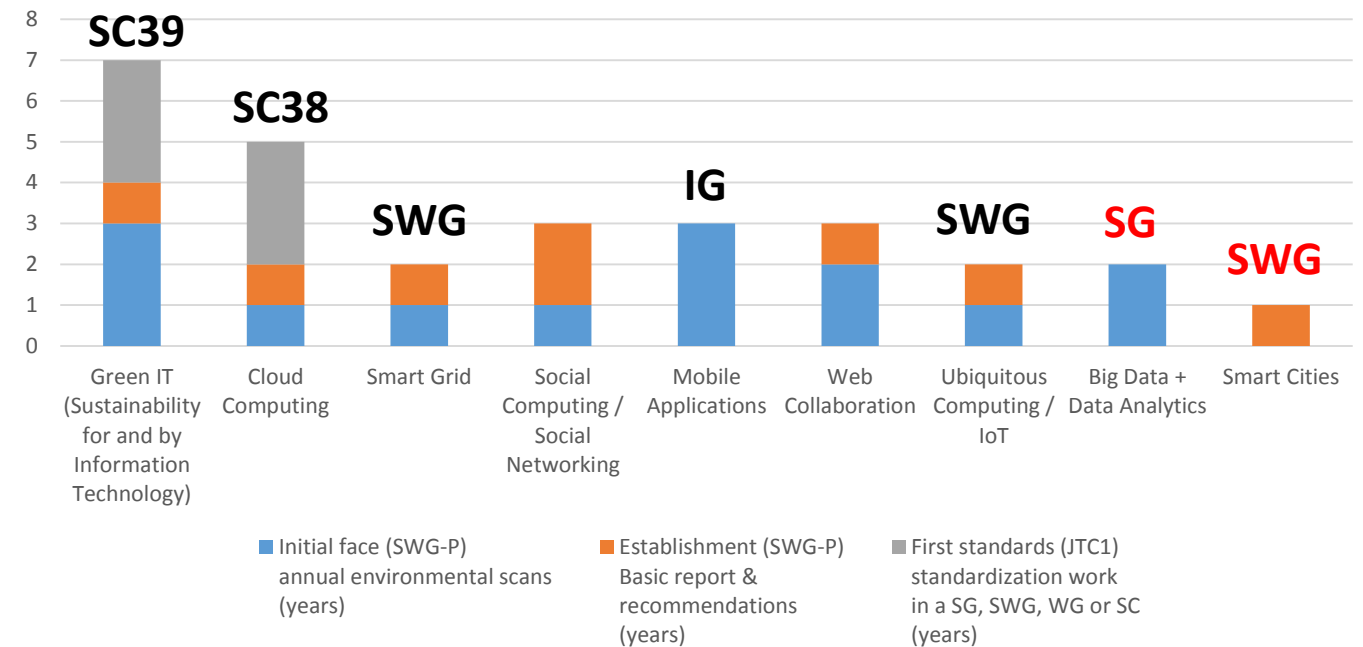 8
7
6
5
4
3
2
1
0
SC39
SC38
SWG
IG
SWG
SG
SWG
Green IT
(Sustainability
for and by
Information
Technology)
Cloud
Computing
Smart Grid
Social
Computing /
Social
Networking
Mobile
Applications
Web
Collaboration
Ubiquitous
Computing /
IoT
Big Data +
Data Analytics
Smart Cities
Initial face (SWG-P)
annual environmental scans
(years)
Establishment (SWG-P)
Basic report &
recommendations
(years)
First standards (JTC1)
standardization work
in a SG, SWG, WG or SC
(years)